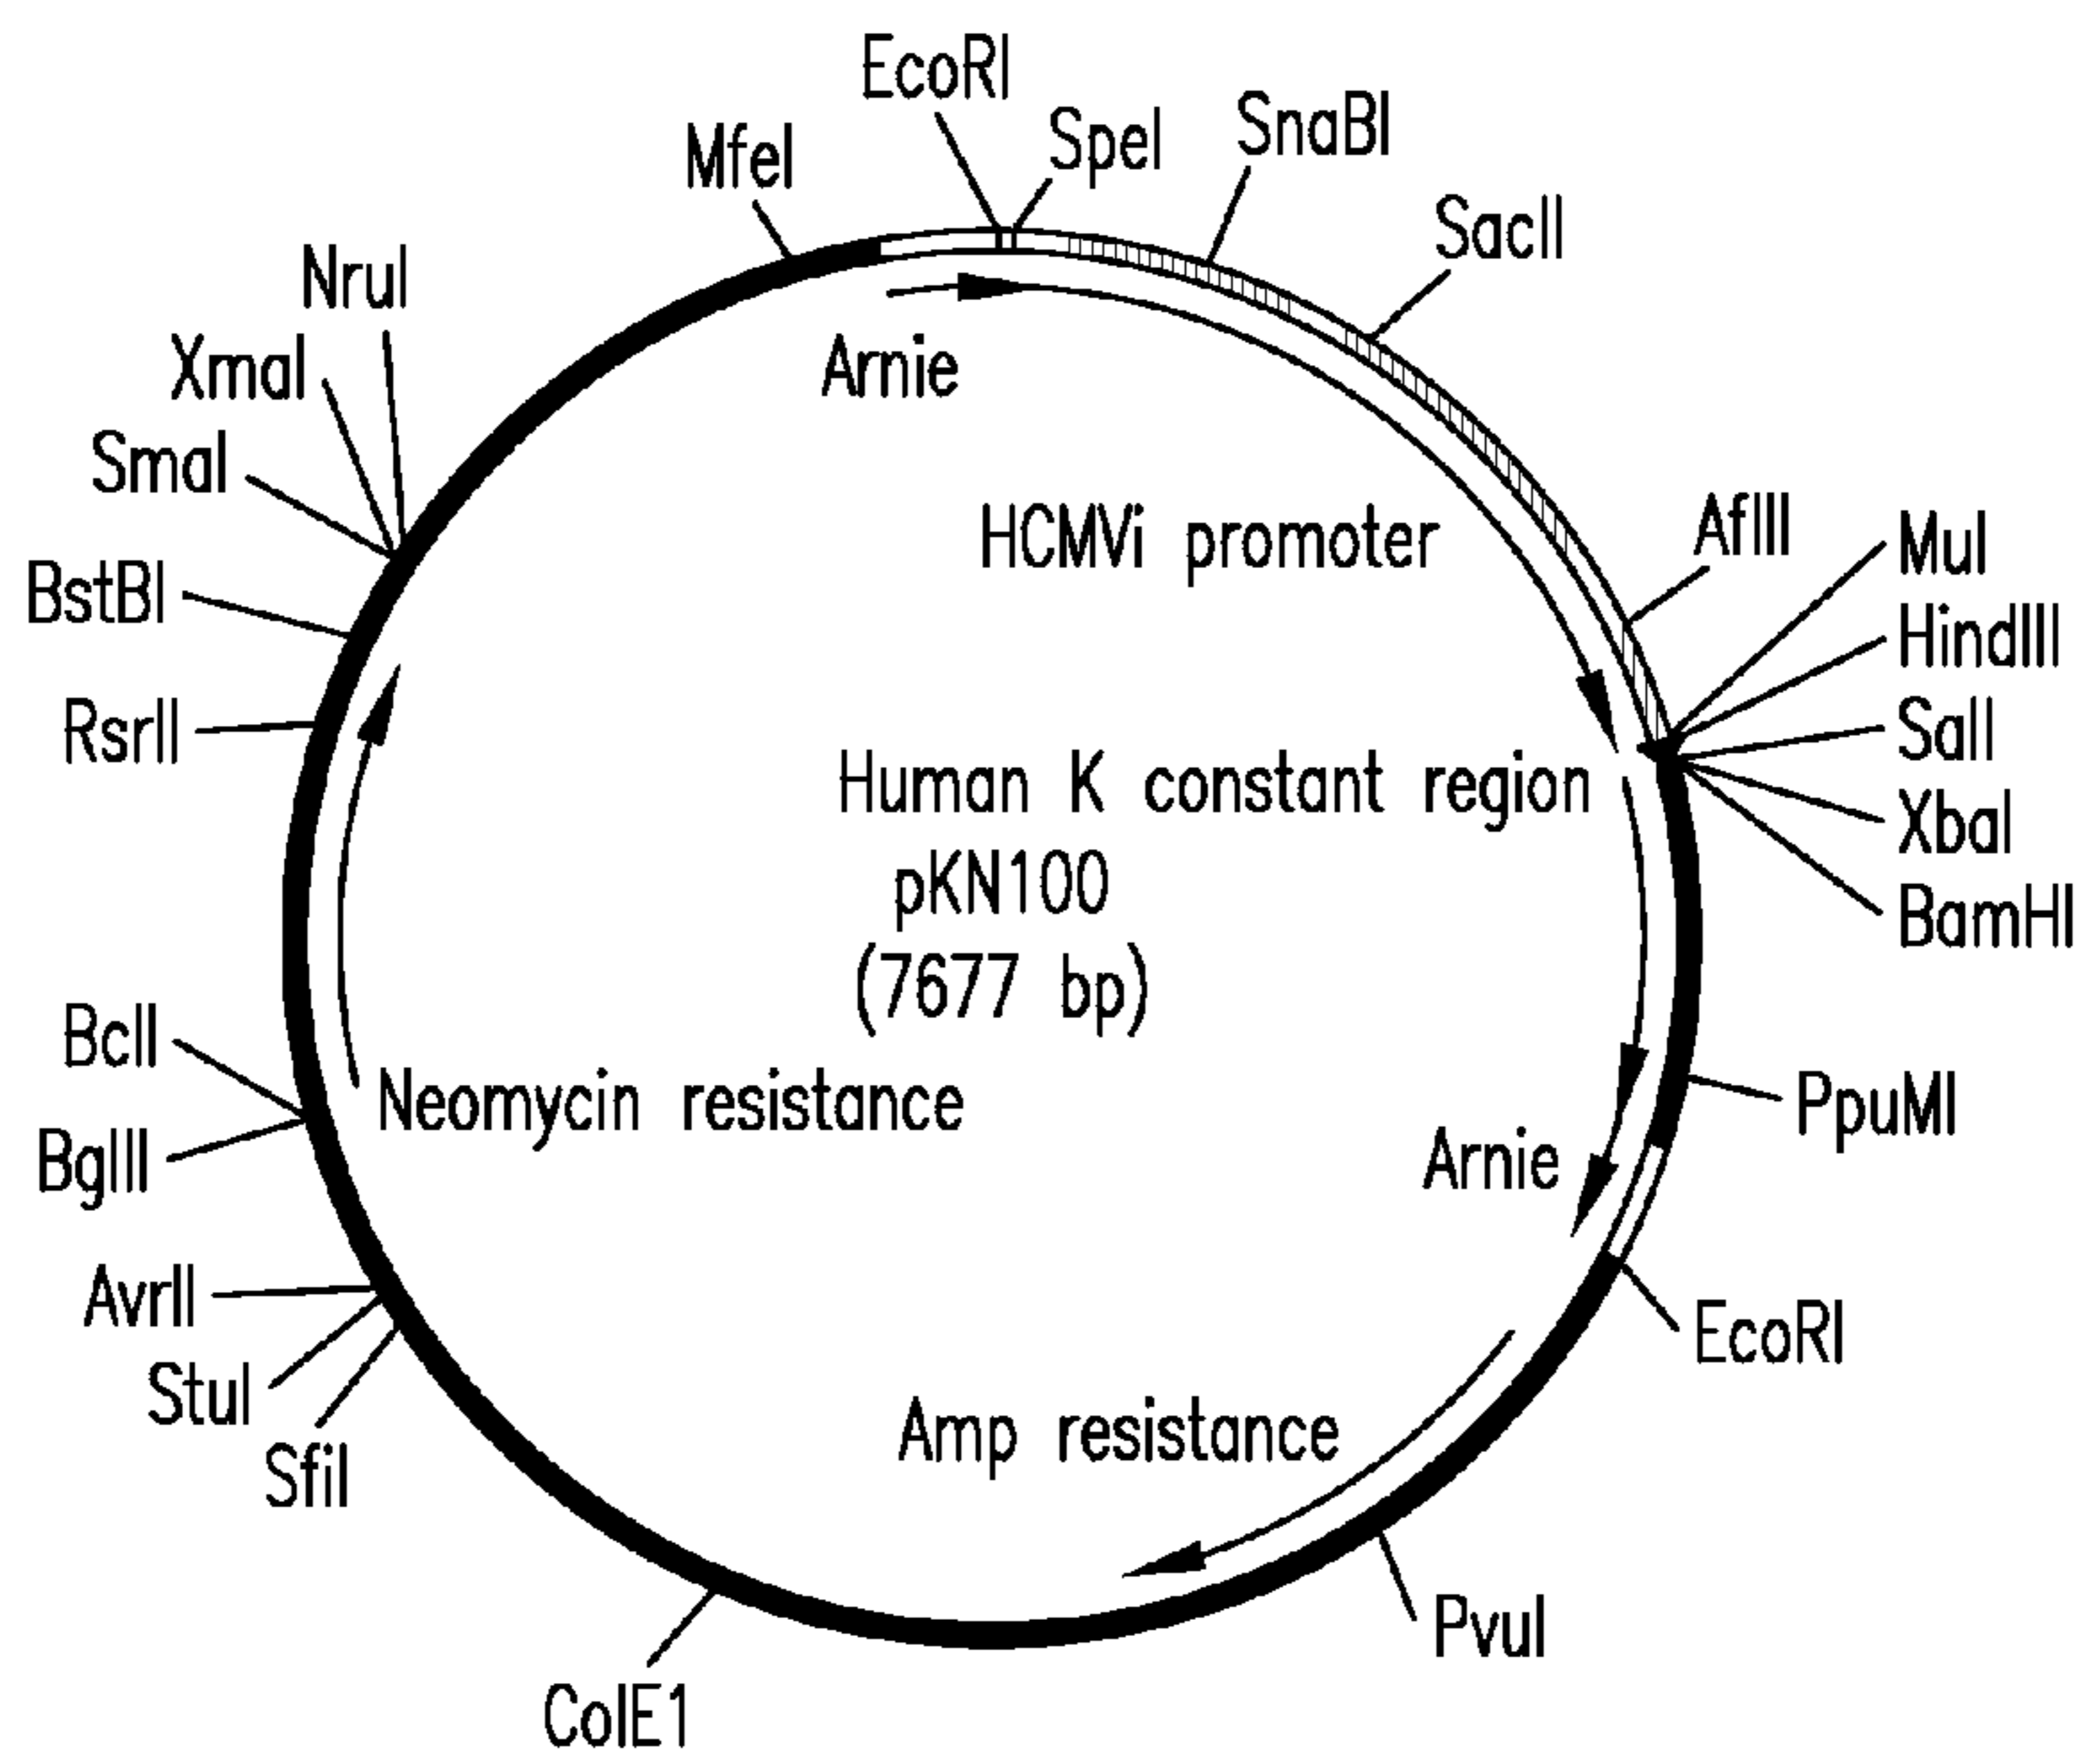 EcoRI
SpeI
SnaBI
MfeI
SacII
NruI
XmaI
Arnie
SmaI
AflII
MuI
HCMVi promoter
BstBI
HindIII
RsrII
SalI
Human K constant region
XbaI
pKN100
BamHI
(7677 bp)
BclI
Neomycin resistance
PpuMI
BglII
Arnie
AvrII
EcoRI
StuI
Amp resistance
SfiI
PvuI
ColE1